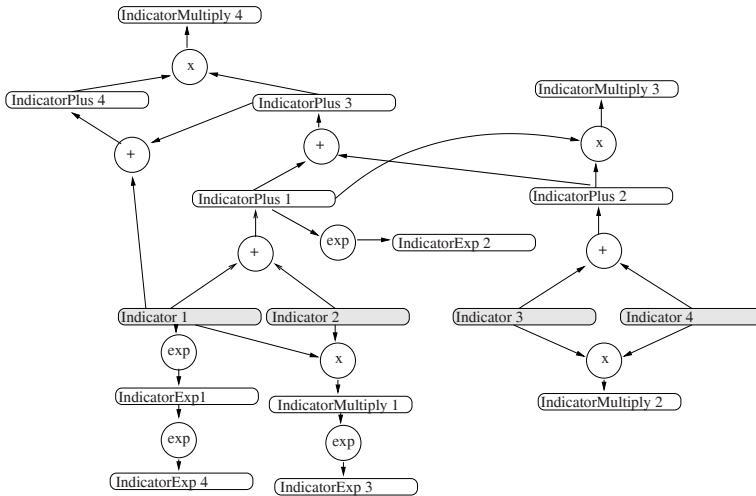 IndicatorMultiply 4
x
IndicatorPlus 4
IndicatorPlus 3
IndicatorMultiply 3
+
+
x
IndicatorPlus 1
IndicatorPlus 2
exp
IndicatorExp 2
+
+
Indicator 1
Indicator 2
Indicator 3
Indicator 4
exp
x
x
IndicatorExp1
IndicatorMultiply 1
IndicatorMultiply 2
exp
exp
IndicatorExp 4
IndicatorExp 3